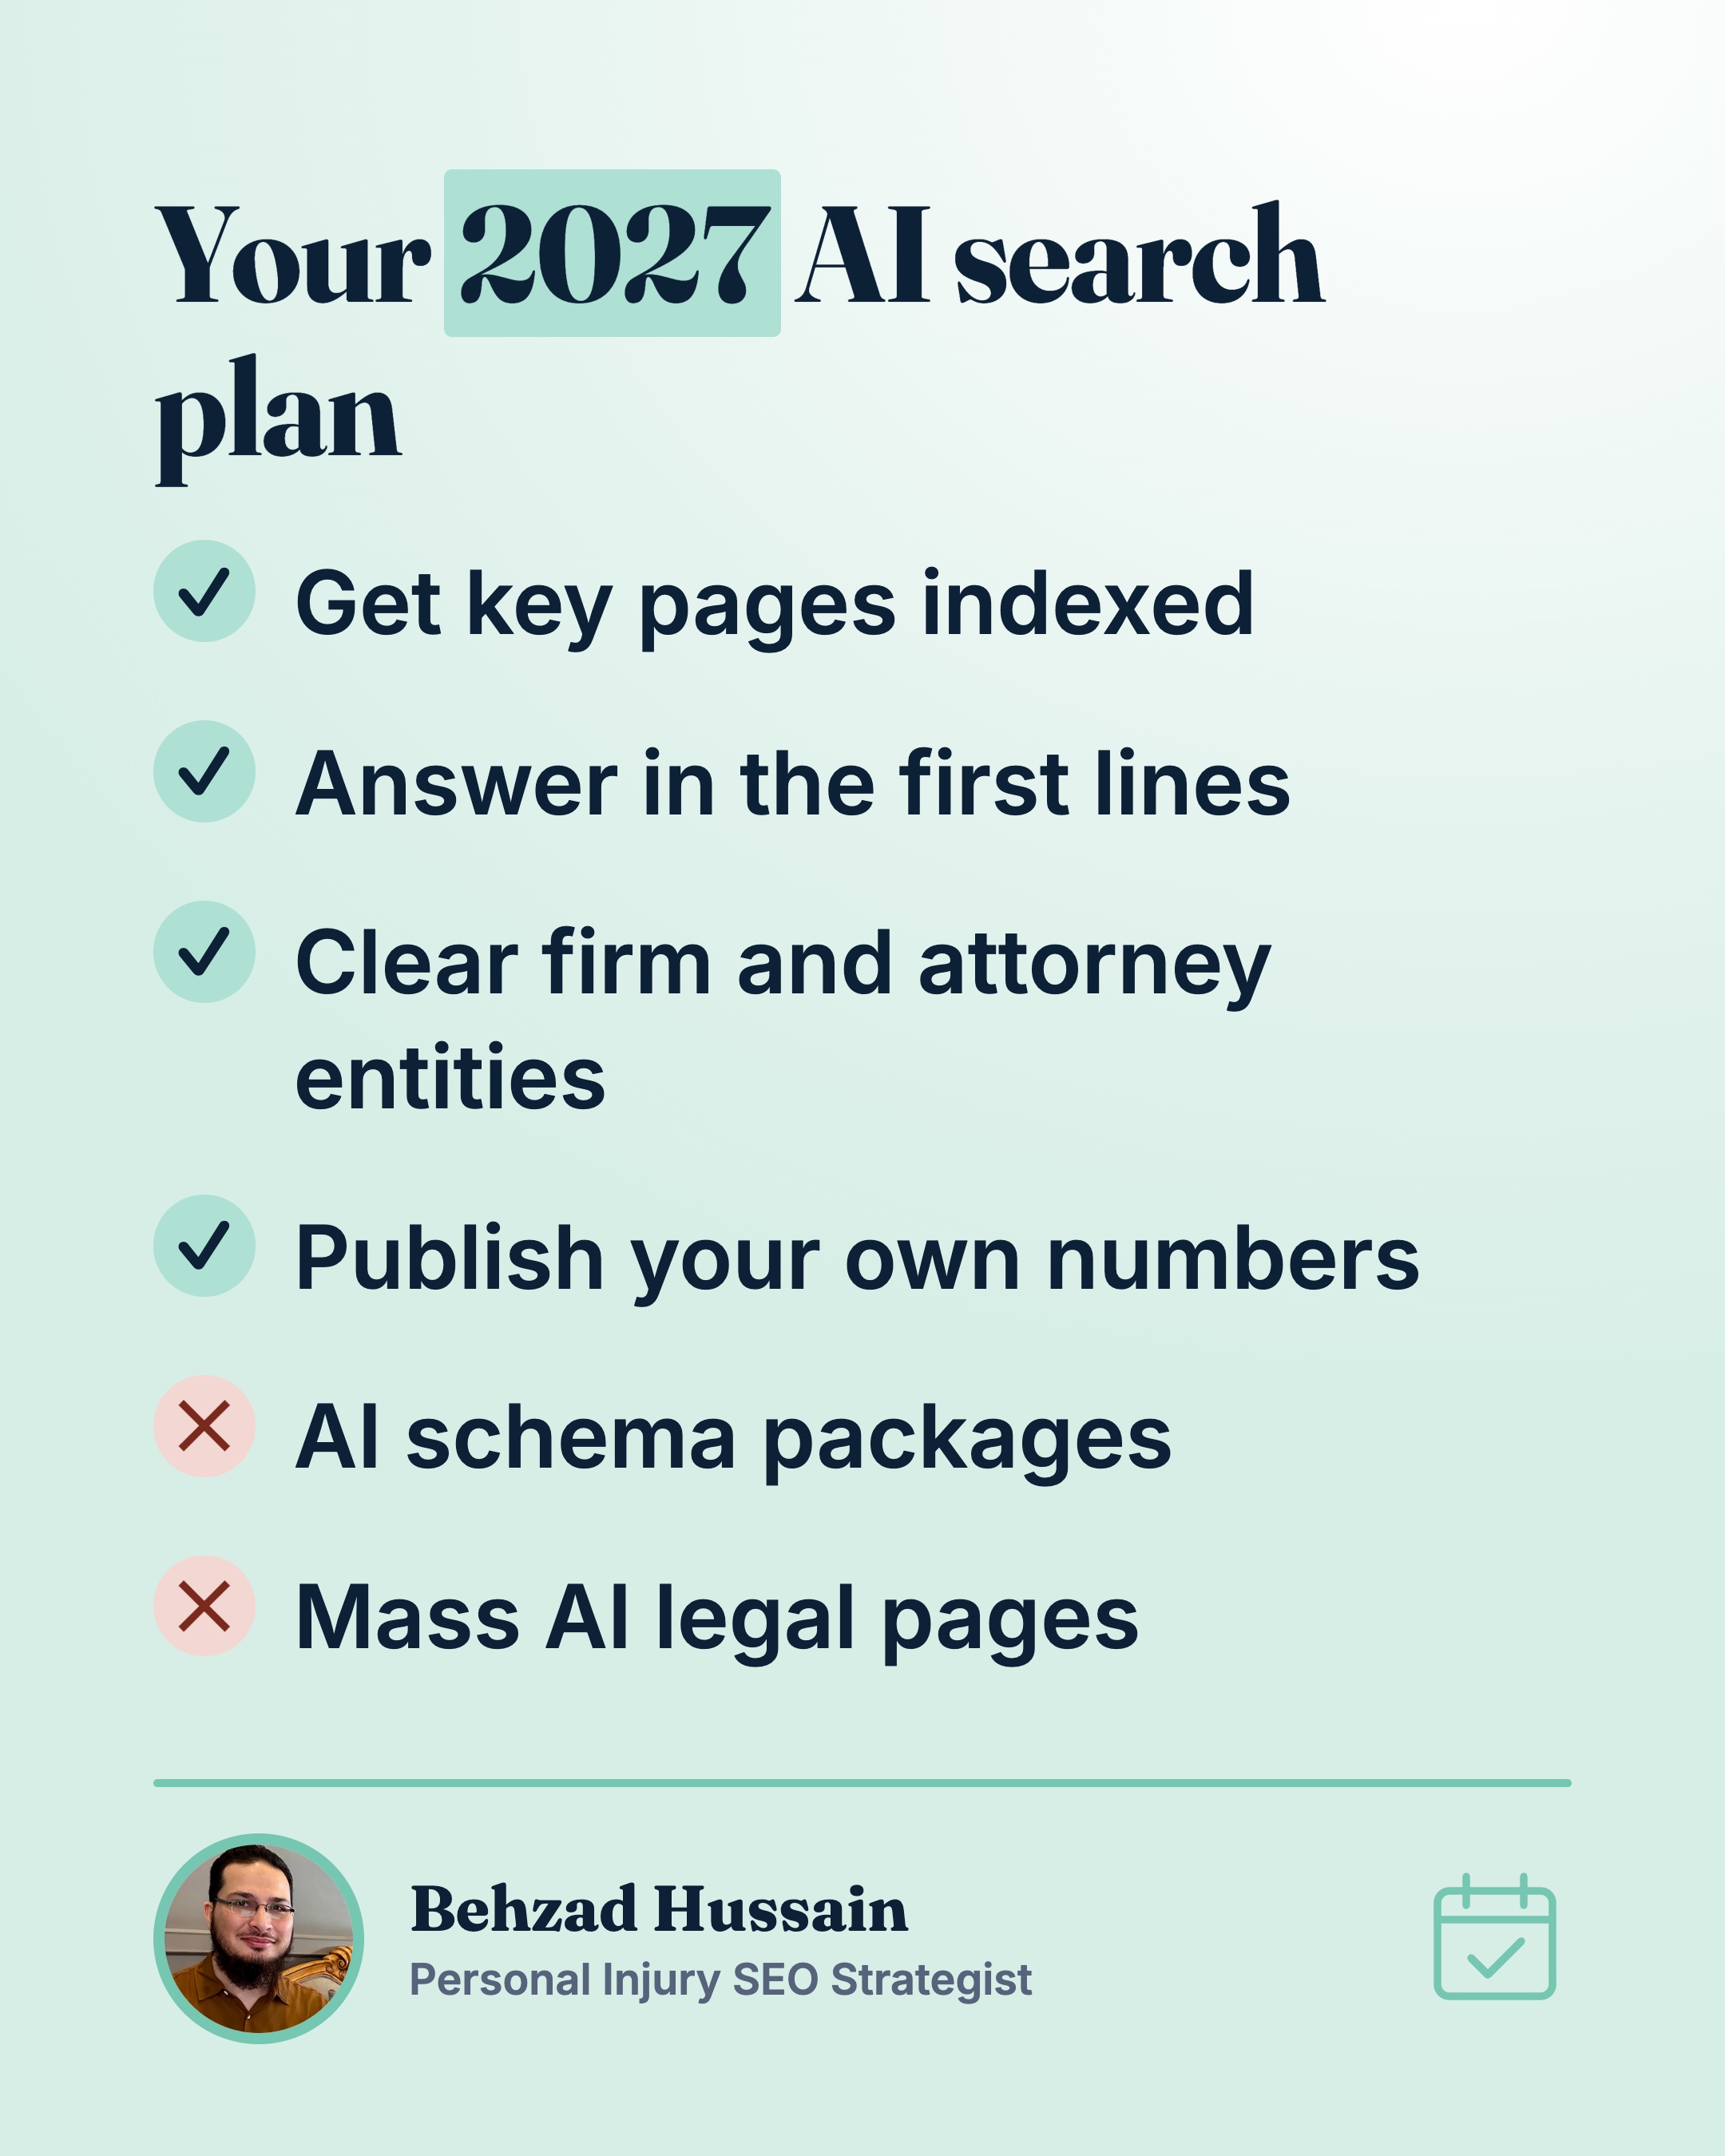 Your 2027 AI search
plan
Get key pages indexed
Answer in the first lines
Clear firm and attorney
entities
Publish your own numbers
AI schema packages
Mass AI legal pages
Behzad Hussain
Personal Injury SEO Strategist